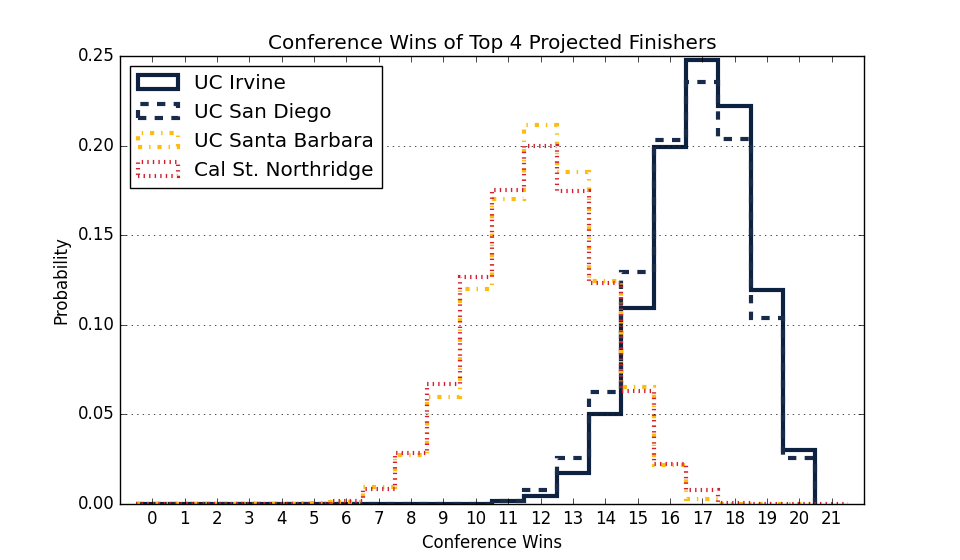 Conference Wins of Top 4 Projected Finishers
0.25
0.20
0.15
0.10
0.05
0.00
Probability
UC Irvine
UC San Diego
UC Santa Barbara
Cal St. Northridge
0 1 2 3 4 5 6 7 8 9 10 11 12 13 14 15 16 17 18 19 20 21
Conference Wins